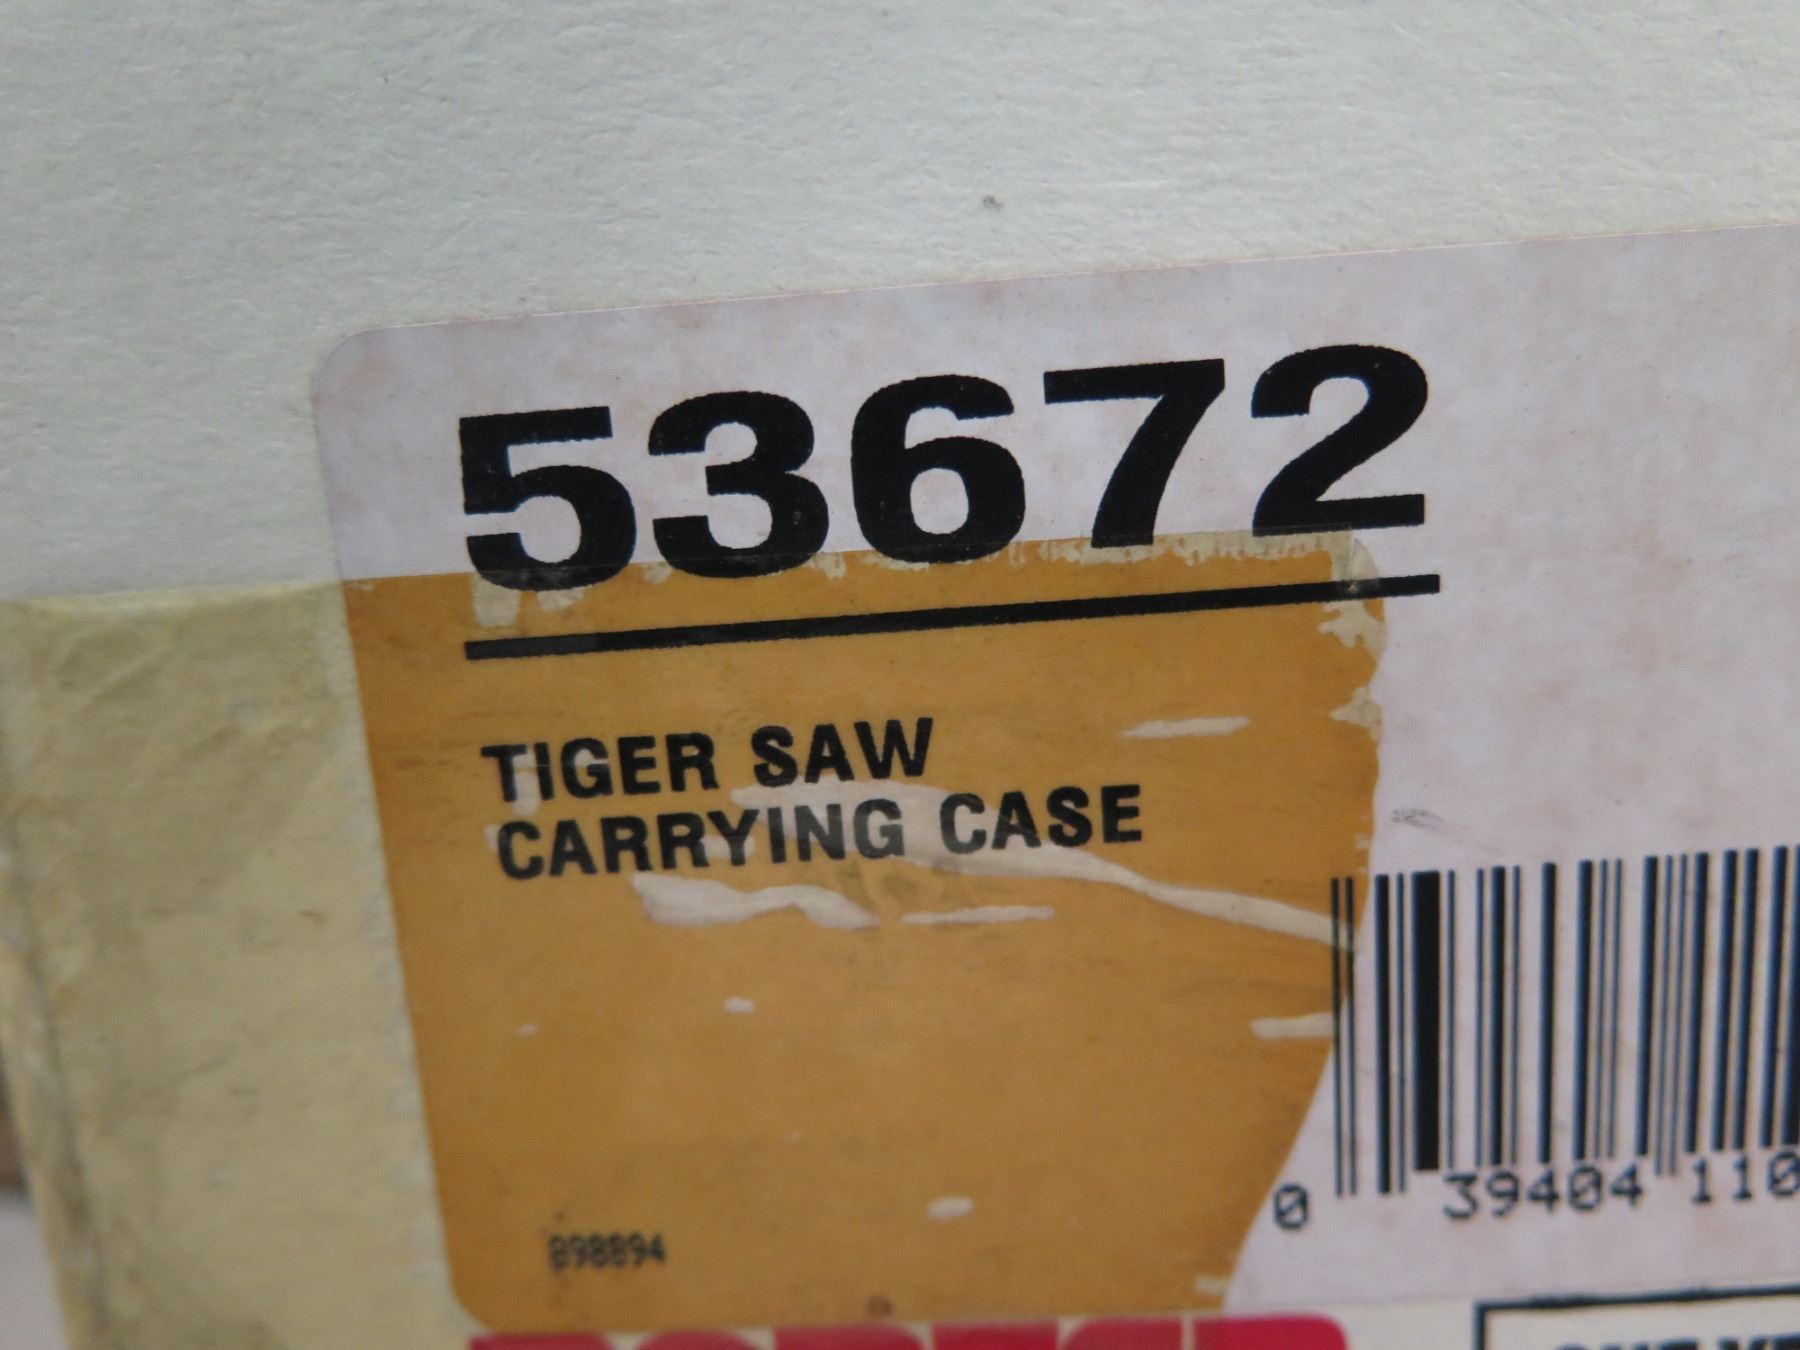 53672
TIGER SAW
CARRYING CASE
0 39404 110
898894